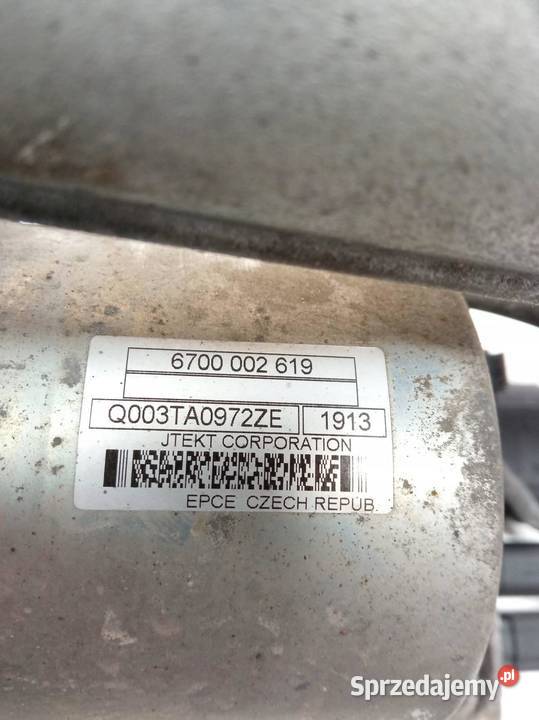 6700 002 619
Q003TA0972ZE 1913
JTEKT CORPORATION
EPCE CZECH REPUB.
Sprzedajemy.pl